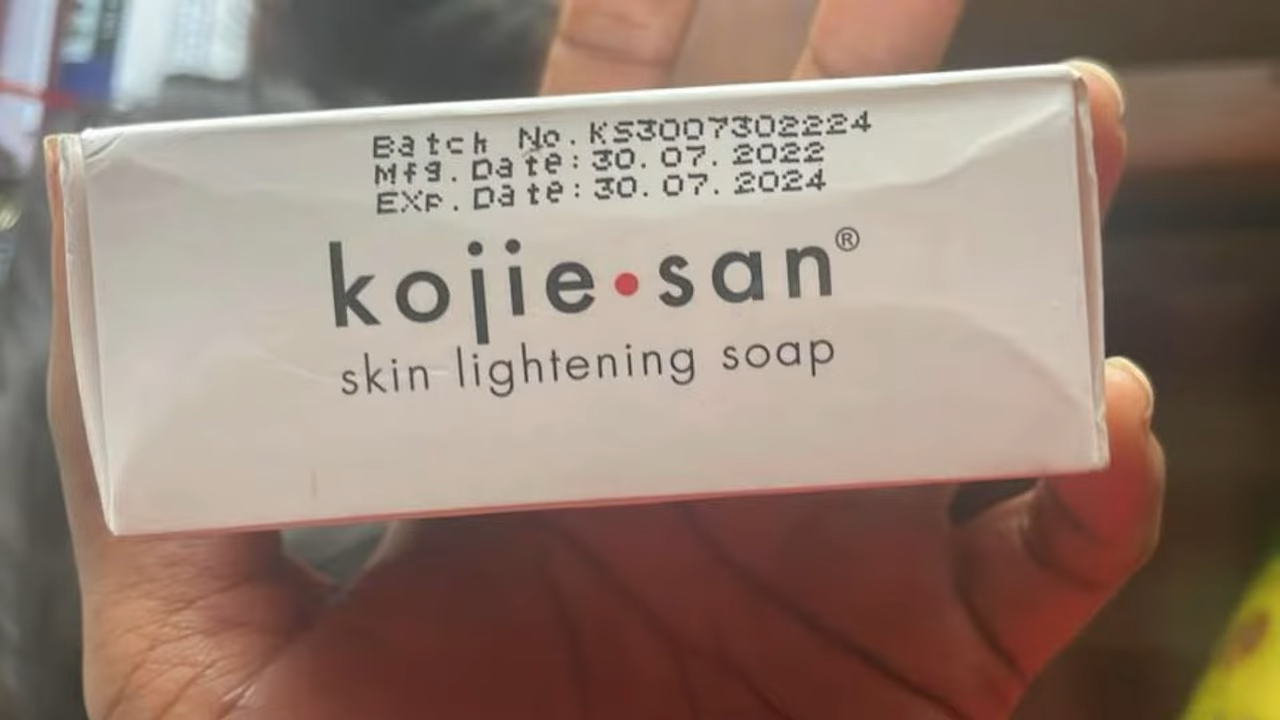 Batch No. KS3007302224
Mfg. Date: 30. 07. 2022
EXP. Date: 30. 07. 2024
kojie•san®
skin lightening soap